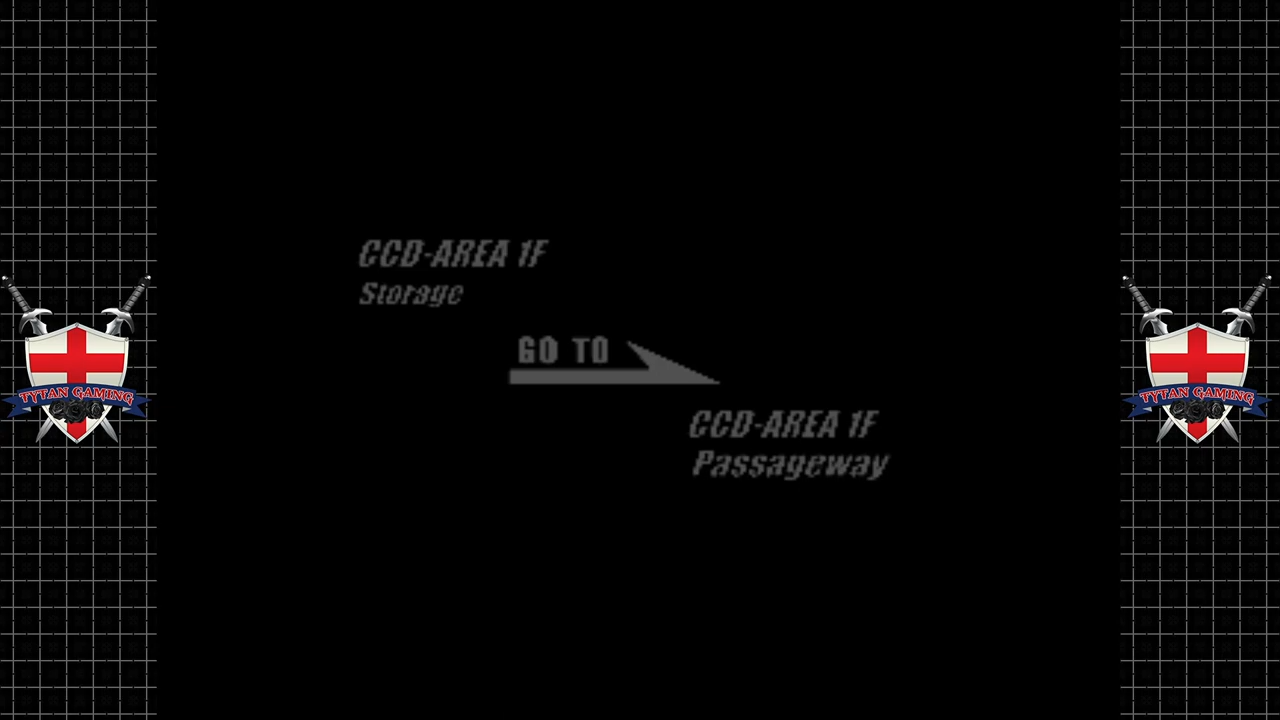 CCD-AREA 1F
Storage
GO TO
CCD-AREA 1F
Passageway
TYTAN GAMING
TYTAN GAMING